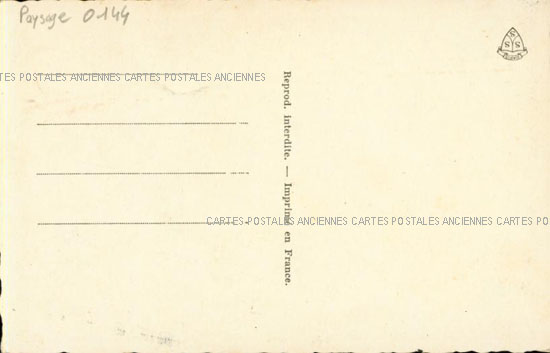 Paysage 0144
CARTES POSTALES ANCIENNES CARTES POSTALES ANCIENNES
Reprod. interdite. — Imprimé en France.
CARTES POSTALES ANCIENNES CARTES POSTALES ANCIENNES CARTES POSTALES